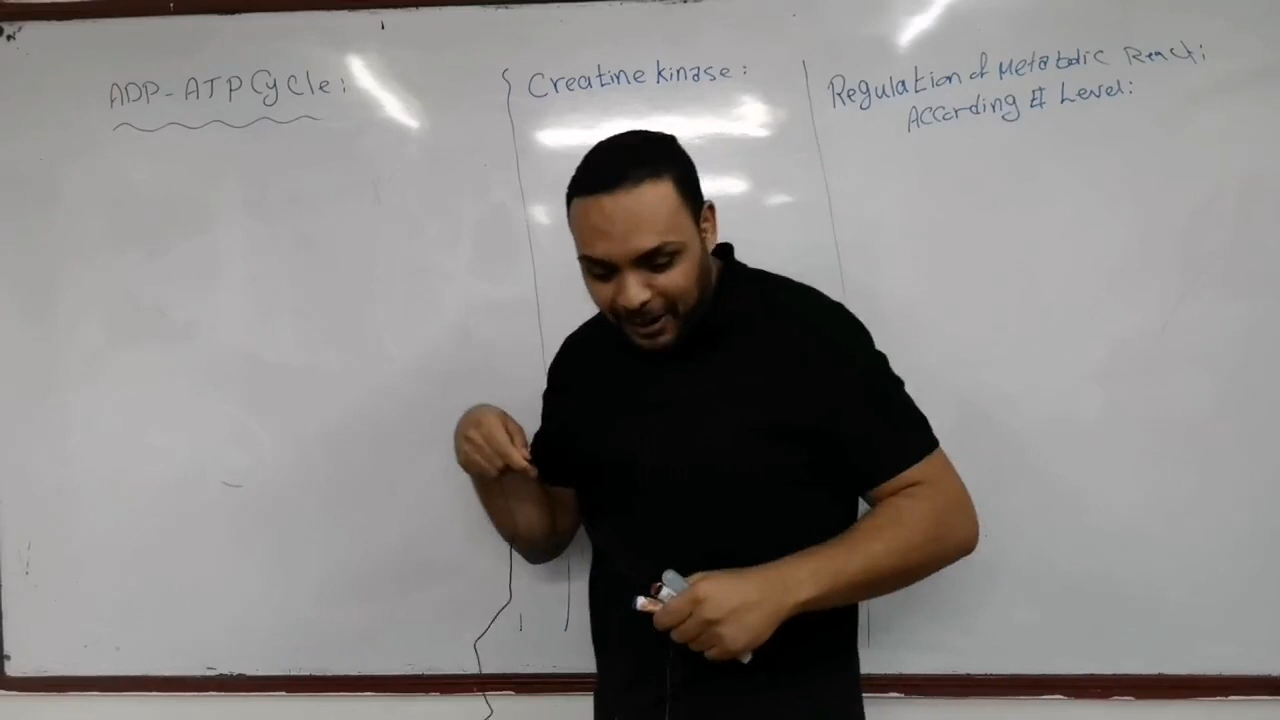 ADP-ATP Cycle:
Creatine kinase:
Regulation of Metabolic React:
According E Level: